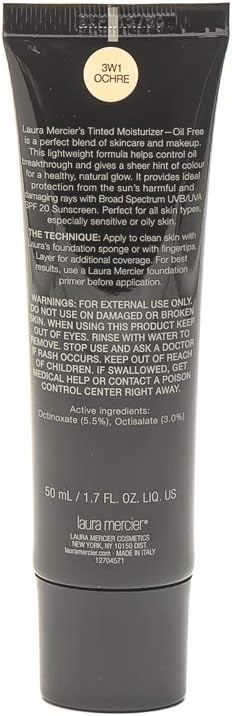 3W1
OCHRE
Laura Mercier's Tinted Moisturizer—Oil Free
is a perfect blend of skincare and makeup.
This lightweight formula helps control oil
breakthrough and gives a sheer hint of colour
for a healthy, natural glow. It provides ideal
protection from the sun's harmful and
damaging rays with Broad Spectrum UVB/UVA
SPF 20 Sunscreen. Perfect for all skin types,
especially sensitive or oily skin.
THE TECHNIQUE: Apply to clean skin with
Laura's foundation sponge or with fingertips.
Layer for additional coverage. For best
results, use a Laura Mercier foundation
primer before application.
WARNINGS: FOR EXTERNAL USE ONLY.
DO NOT USE ON DAMAGED OR BROKEN
SKIN. WHEN USING THIS PRODUCT KEEP
OUT OF EYES. RINSE WITH WATER TO
REMOVE. STOP USE AND ASK A DOCTOR
IF RASH OCCURS. KEEP OUT OF REACH
OF CHILDREN. IF SWALLOWED, GET
MEDICAL HELP OR CONTACT A POISON
CONTROL CENTER RIGHT AWAY.
Active ingredients:
Octinoxate (5.5%), Octisalate (3.0%)
50 mL / 1.7 FL. OZ. LIQ. US
laura mercier®
LAURA MERCIER COSMETICS
NEW YORK, NY 10150 DIST.
lauramercier.com · MADE IN ITALY
12704571